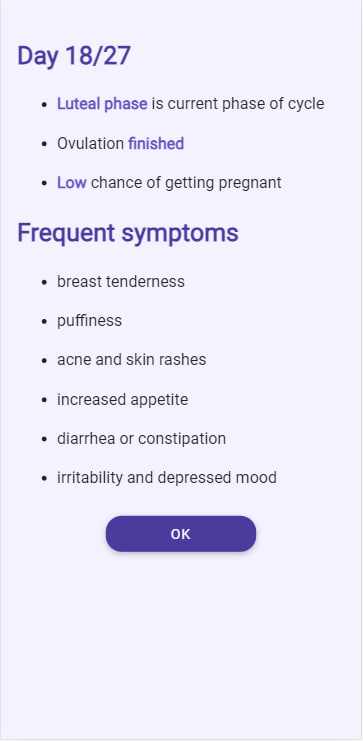 Day 18/27
Luteal phase is current phase of cycle
Ovulation finished
Low chance of getting pregnant
Frequent symptoms
breast tenderness
puffiness
acne and skin rashes
increased appetite
diarrhea or constipation
irritability and depressed mood
OK